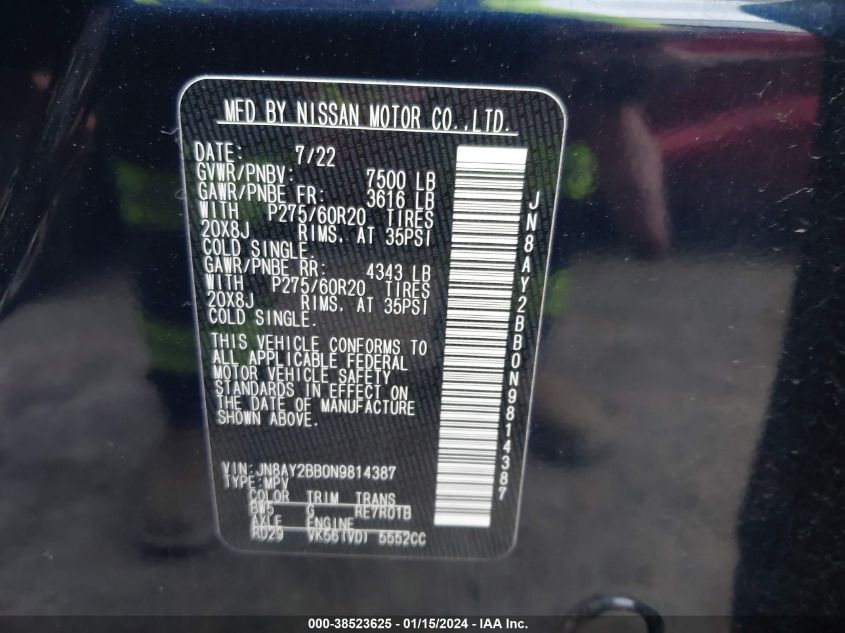 MFD BY NISSAN MOTOR CO.,LTD.
DATE: 7/22
GVWR/PNBV: 7500 LB
GAWR/PNBE FR: 3616 LB
WITH P275/60R20 TIRES
20X8J RIMS. AT 35PSI
COLD SINGLE.
GAWR/PNBE RR: 4343 LB
WITH P275/60R20 TIRES
20X8J RIMS. AT 35PSI
COLD SINGLE.
THIS VEHICLE CONFORMS TO
ALL APPLICABLE FEDERAL
MOTOR VEHICLE SAFETY
STANDARDS IN EFFECT ON
THE DATE OF MANUFACTURE
SHOWN ABOVE.
VIN:JN8AY2BB0N9814387
TYPE:MPV
COLOR TRIM TRANS
BW5 G RE7R01B
AXLE ENGINE
RD29 VK56(VD) 5552CC
JN8AY2BB0N9814387
000-38523625 - 01/15/2024 - IAA Inc.